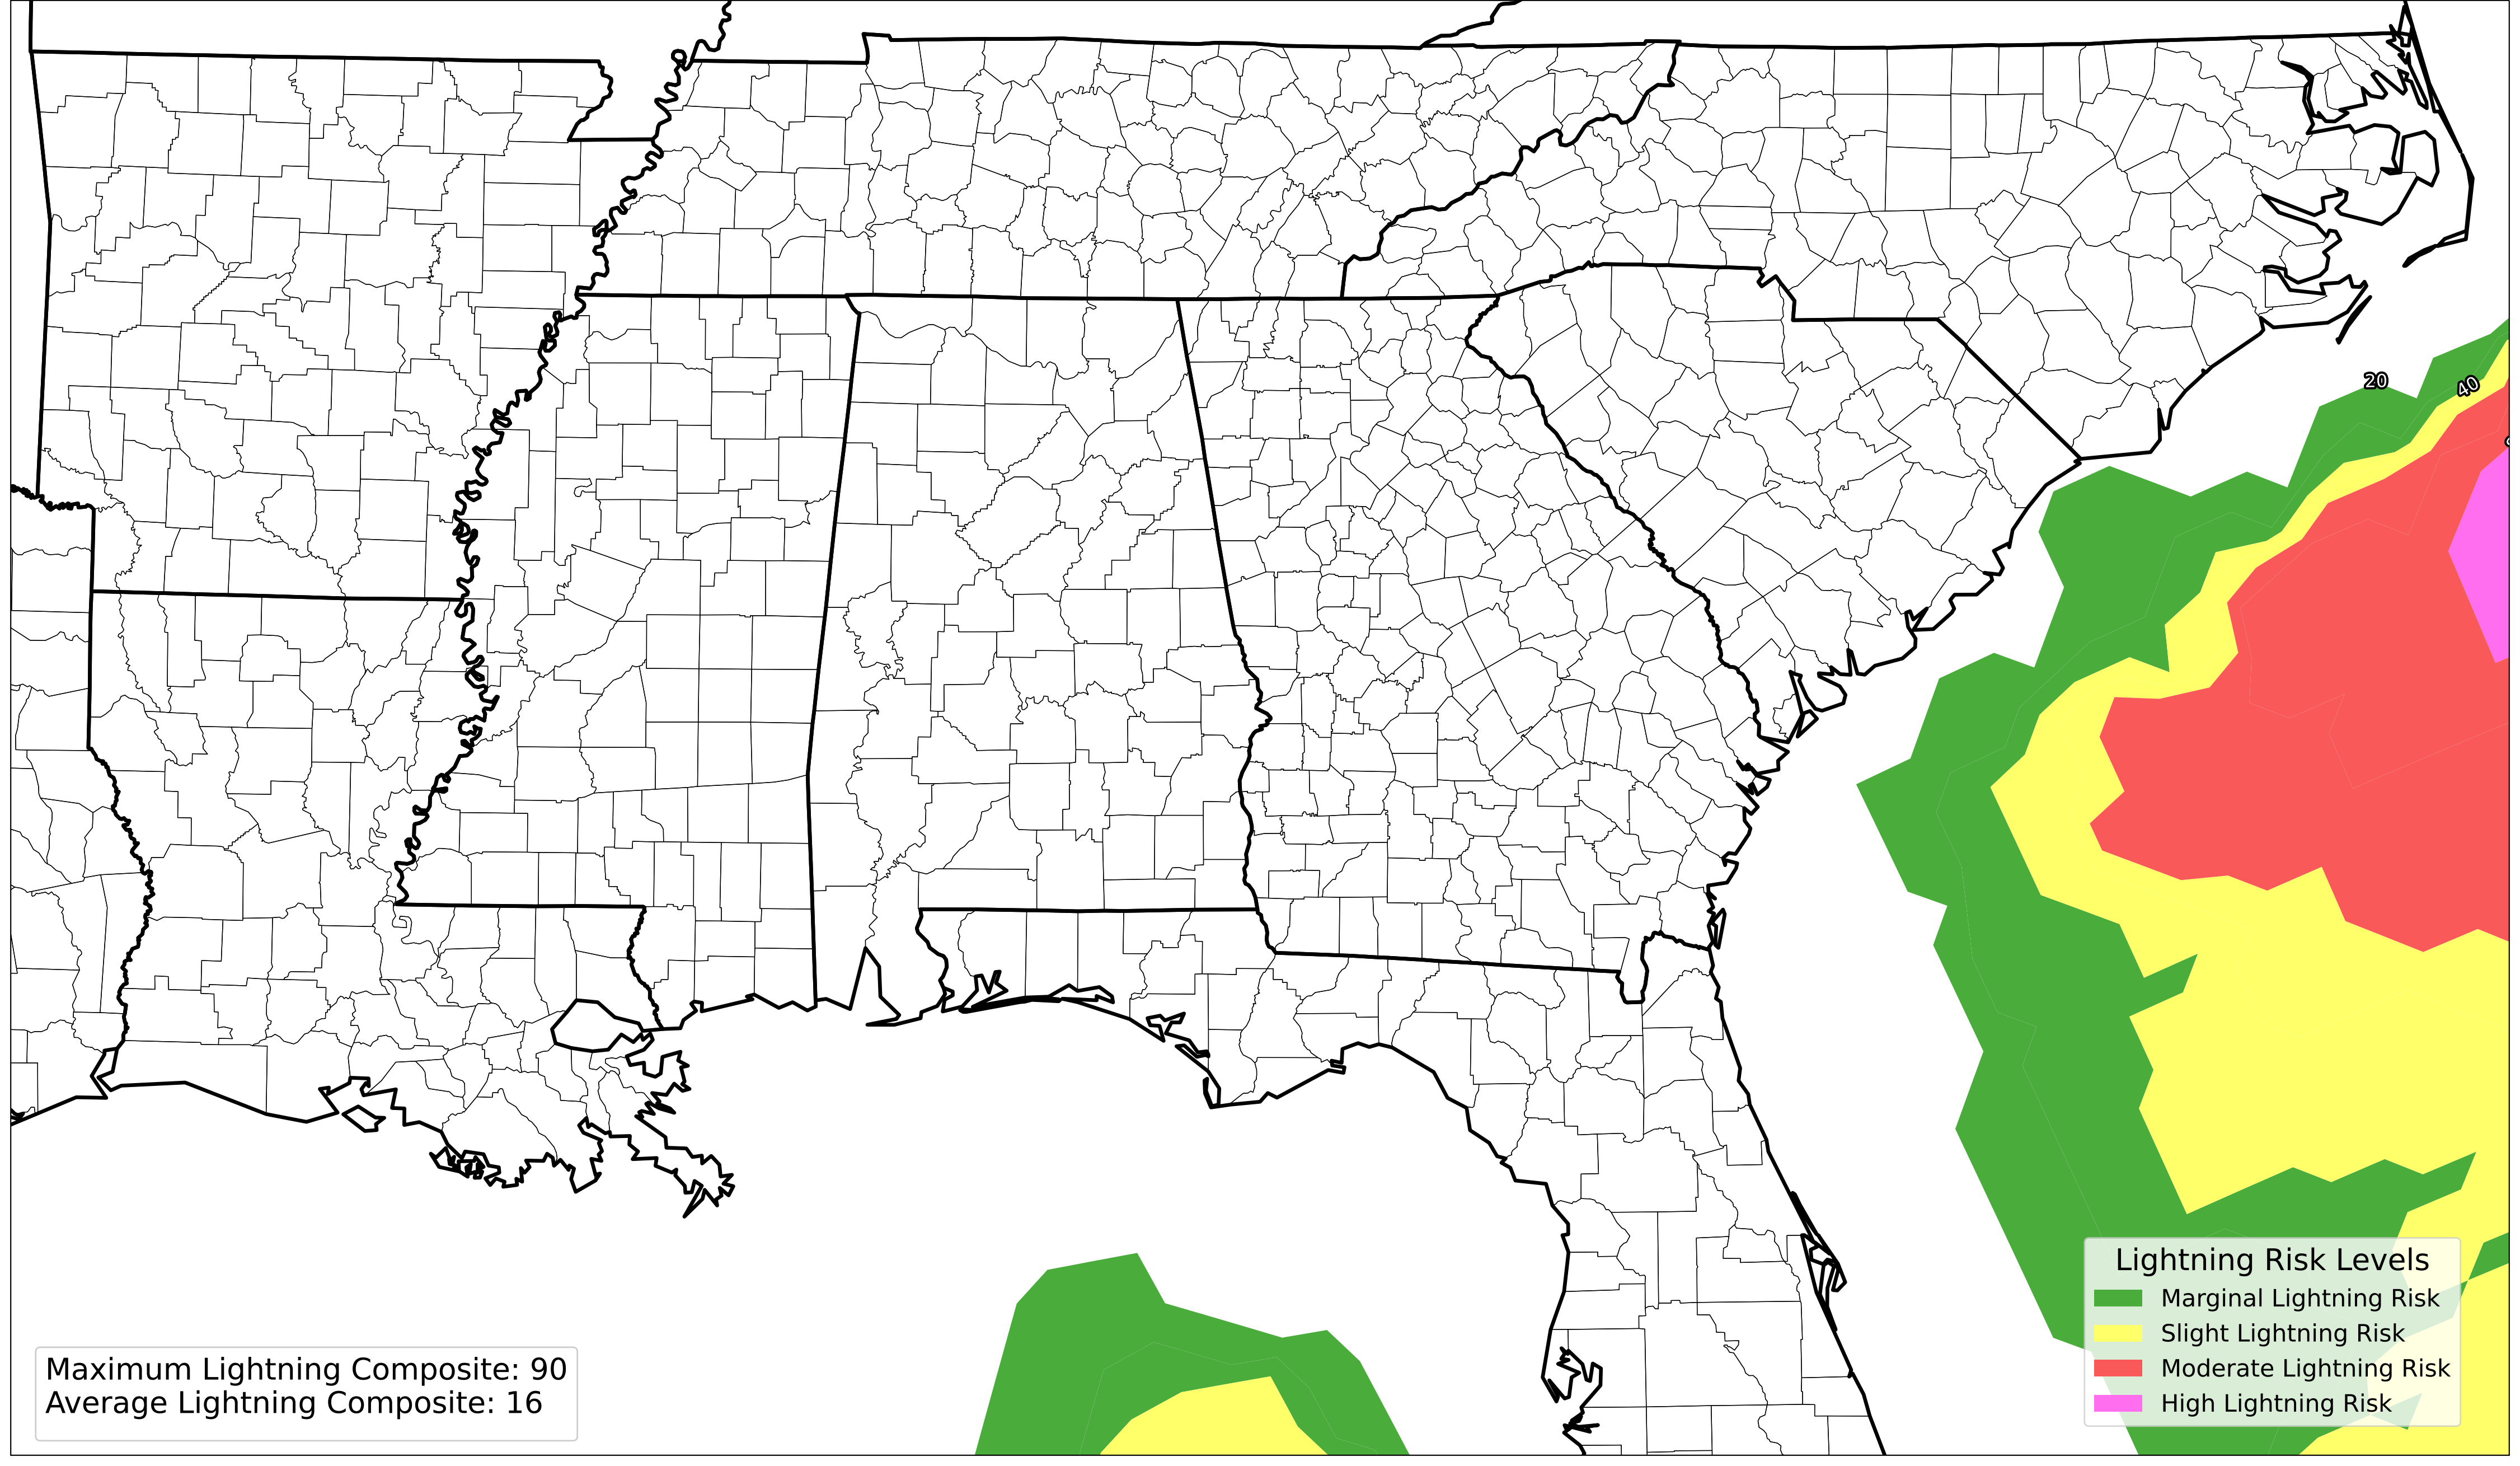 20
40
Lightning Risk Levels
Marginal Lightning Risk
Slight Lightning Risk
Moderate Lightning Risk
High Lightning Risk
Maximum Lightning Composite: 90
Average Lightning Composite: 16